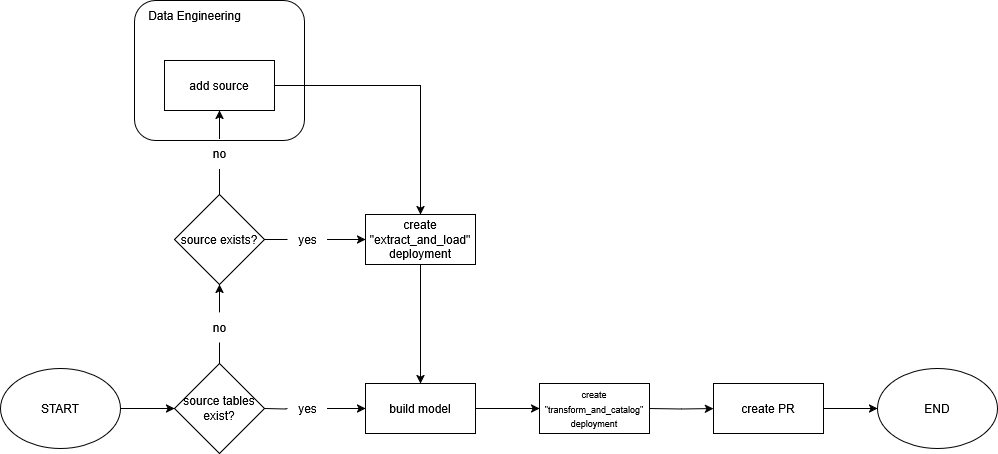 Data Engineering
add source
no
source exists?
yes
create
"extract_and_load"
deployment
no
START
source tables
exist?
yes
build model
create
"transform_and_catalog"
deployment
create PR
END